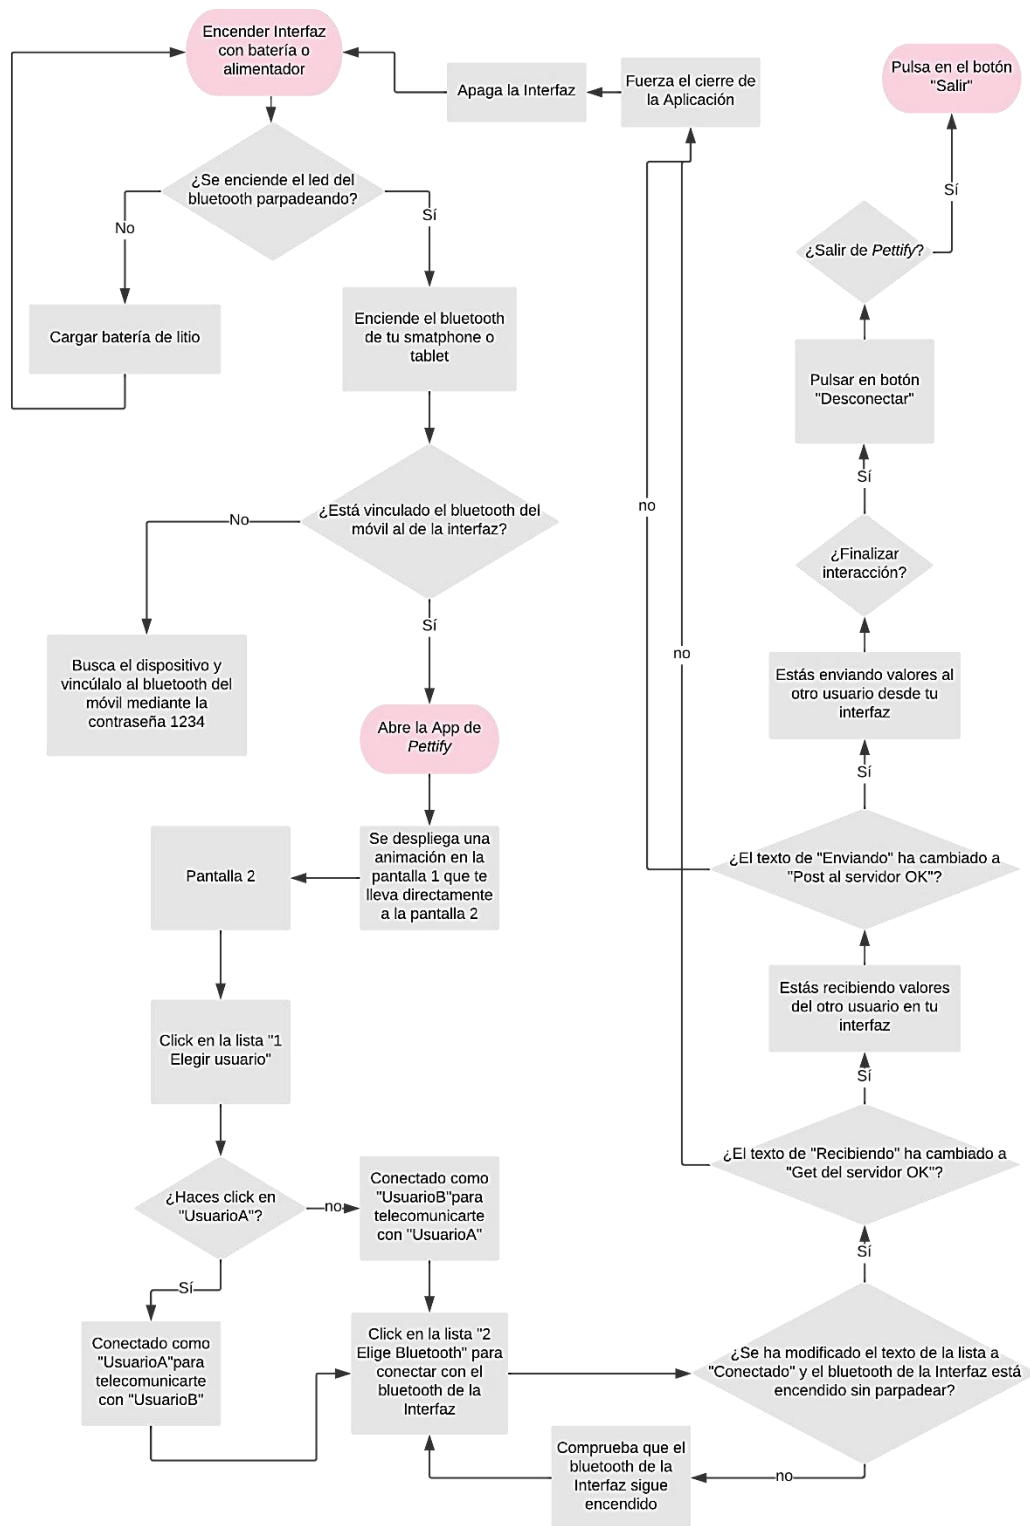 Encender Interfaz
con batería o
alimentador
Apaga la Interfaz
Fuerza el cierre de
la Aplicación
Pulsa en el botón
"Salir"
¿Se enciende el led del
bluetooth parpadeando?
No
Sí
Sí
¿Salir de Pettify?
Cargar batería de litio
Enciende el bluetooth
de tu smatphone o
tablet
Pulsar en botón
"Desconectar"
Sí
¿Está vinculado el bluetooth del
móvil al de la interfaz?
No
no
¿Finalizar
interacción?
Sí
no
Busca el dispositivo y
vincúlalo al bluetooth del
móvil mediante la
contraseña 1234
Estás enviando valores al
otro usuario desde tu
interfaz
Abre la App de
Pettify
Sí
Se despliega una
animación en la
pantalla 1 que te
lleva directamente
a la pantalla 2
Pantalla 2
¿El texto de "Enviando" ha cambiado a
"Post al servidor OK"?
Estás recibiendo valores
del otro usuario en tu
interfaz
Click en la lista "1
Elegir usuario"
Sí
¿El texto de "Recibiendo" ha cambiado a
"Get del servidor OK"?
¿Haces click en
"UsuarioA"?
no
Conectado como
"UsuarioB"para
telecomunicarte
con "UsuarioA"
Sí
Sí
Conectado como
"UsuarioA"para
telecomunicarte
con "UsuarioB"
Click en la lista "2
Elige Bluetooth" para
conectar con el
bluetooth de la
Interfaz
¿Se ha modificado el texto de la lista a
"Conectado" y el bluetooth de la Interfaz está
encendido sin parpadear?
Comprueba que el
bluetooth de la
Interfaz sigue
encendido
no